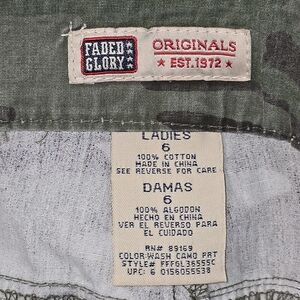 FADED
GLORY
ORIGINALS
★ EST.1972 ★
LADIES
6
100% COTTON
MADE IN CHINA
SEE REVERSE FOR CARE
DAMAS
6
100% ALGODON
HECHO EN CHINA
VER EL REVERSO PARA
EL CUIDADO
RN# 89169
COLOR:WASH CAMO PRT
STYLE# FFFGL36555C
UPC: 6 0156055538